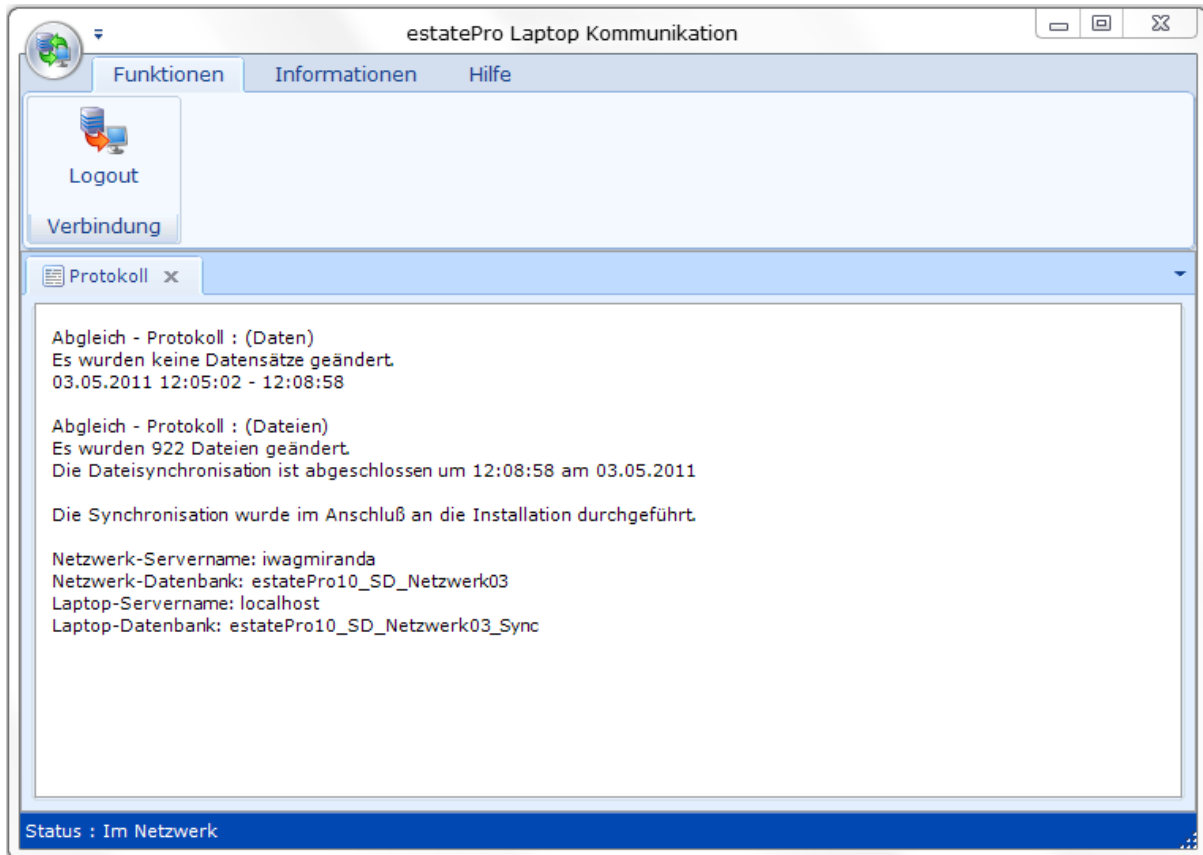 estatePro Laptop Kommunikation
Funktionen Informationen Hilfe
Logout
Verbindung
Protokoll
Abgleich - Protokoll : (Daten)
Es wurden keine Datensätze geändert.
03.05.2011 12:05:02 - 12:08:58
Abgleich - Protokoll : (Dateien)
Es wurden 922 Dateien geändert.
Die Dateisynchronisation ist abgeschlossen um 12:08:58 am 03.05.2011
Die Synchronisation wurde im Anschluß an die Installation durchgeführt.
Netzwerk-Servername: iwagmiranda
Netzwerk-Datenbank: estatePro10_SD_Netzwerk03
Laptop-Servername: localhost
Laptop-Datenbank: estatePro10_SD_Netzwerk03_Sync
Status : Im Netzwerk